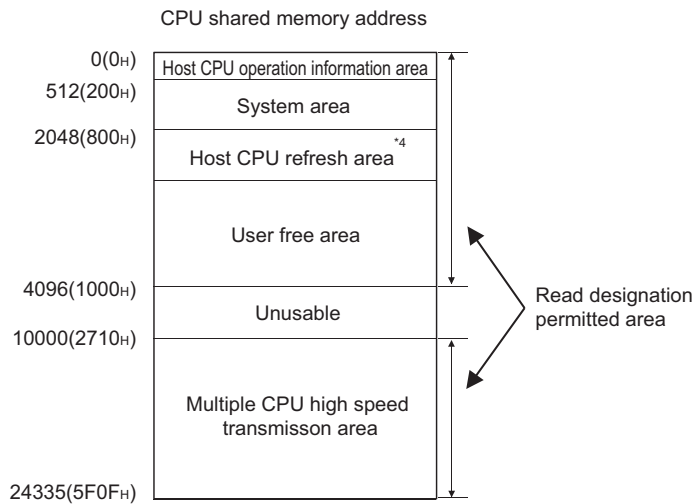 CPU shared memory address
0(0H)
Host CPU operation information area
512(200H)
System area
2048(800H)
Host CPU refresh area *4
User free area
4096(1000H)
Unusable
10000(2710H)
Read designation
permitted area
Multiple CPU high speed
transmisson area
24335(5F0FH)